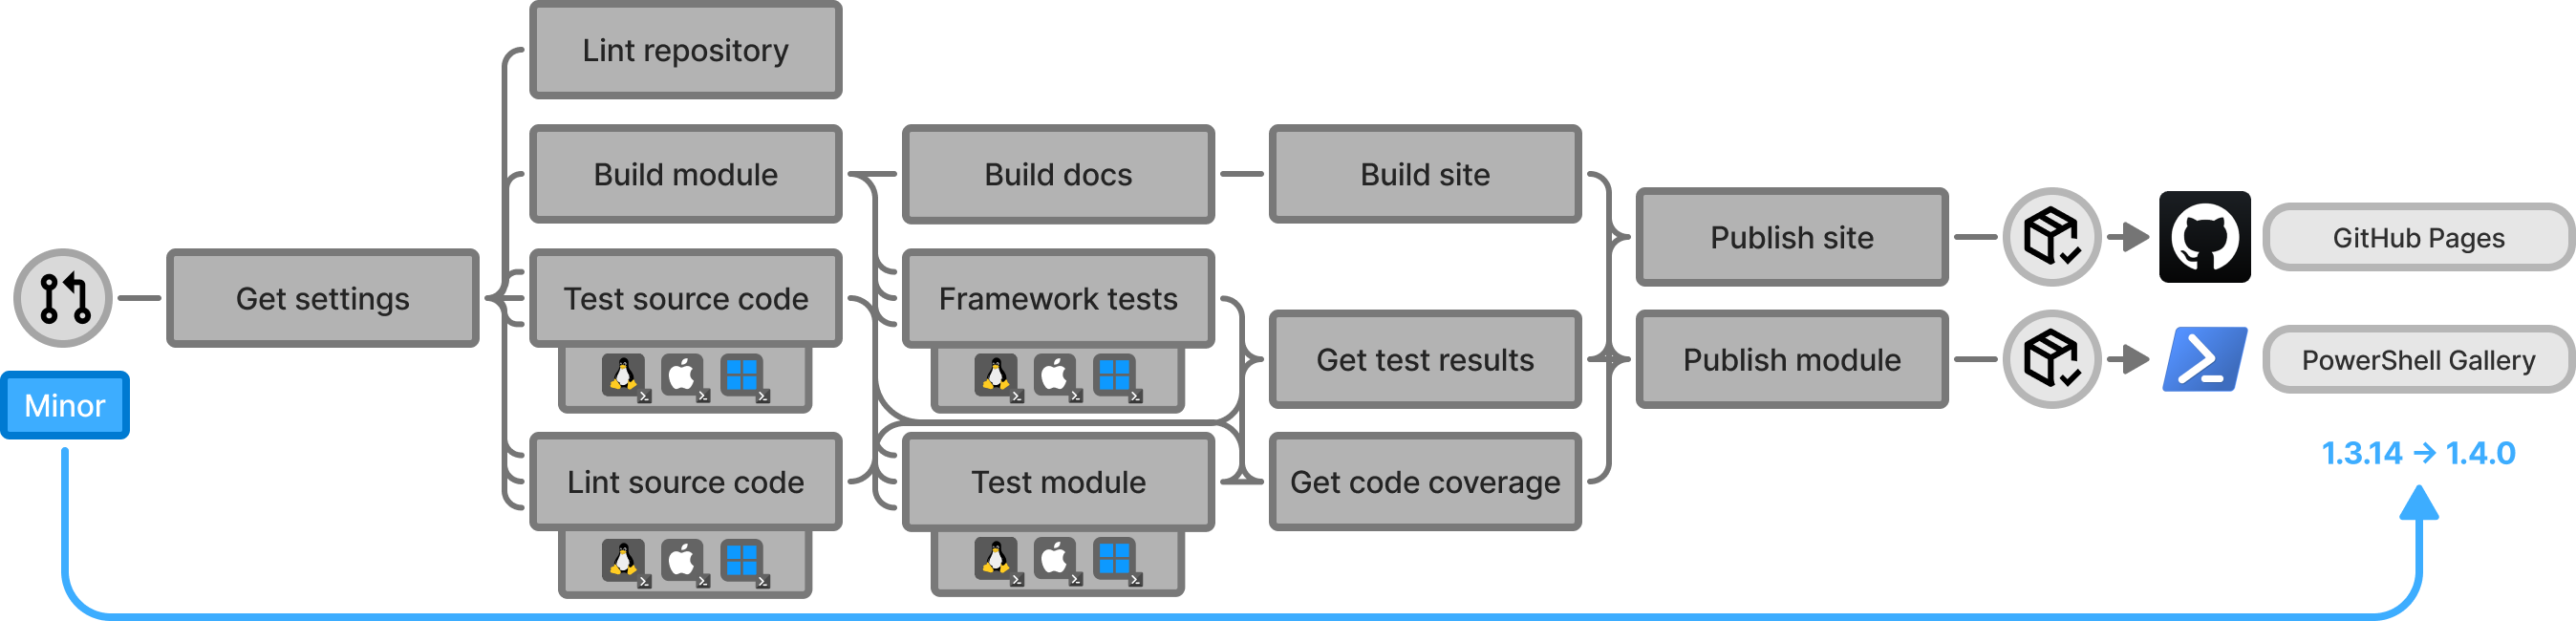 Lint repository
Build module
Build docs
Build site
Publish site
GitHub Pages
Get settings
Test source code
Framework tests
Get test results
Publish module
PowerShell Gallery
Minor
1.3.14 → 1.4.0
Lint source code
Test module
Get code coverage